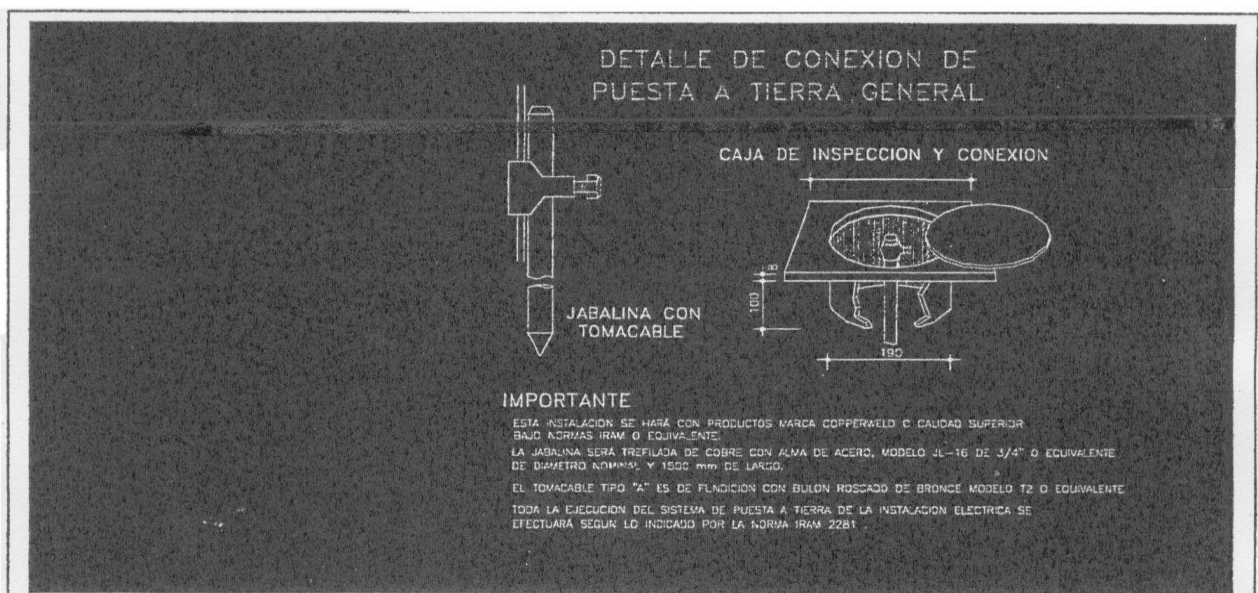 DETALLE DE CONEXION DE
PUESTA A TIERRA GENERAL
CAJA DE INSPECCION Y CONEXION
8
100
190
JABALINA CON
TOMACABLE
IMPORTANTE
ESTA INSTALACION SE HARÁ CON PRODUCTOS MARCA COPPERWELD O CALIDAD SUPERIOR
BAJO NORMAS IRAM O EQUIVALENTE.
LA JABALINA SERÁ TREFILADA DE COBRE CON ALMA DE ACERO, MODELO JL-16 DE 3/4" O EQUIVALENTE
DE DIAMETRO NOMINAL Y 1500 mm DE LARGO.
EL TOMACABLE TIPO "A" ES DE FUNDICION CON BULON ROSCADO DE BRONCE MODELO T2 O EQUIVALENTE
TODA LA EJECUCION DEL SISTEMA DE PUESTA A TIERRA DE LA INSTALACION ELECTRICA SE
EFECTUARÁ SEGUN LO INDICADO POR LA NORMA IRAM 2281